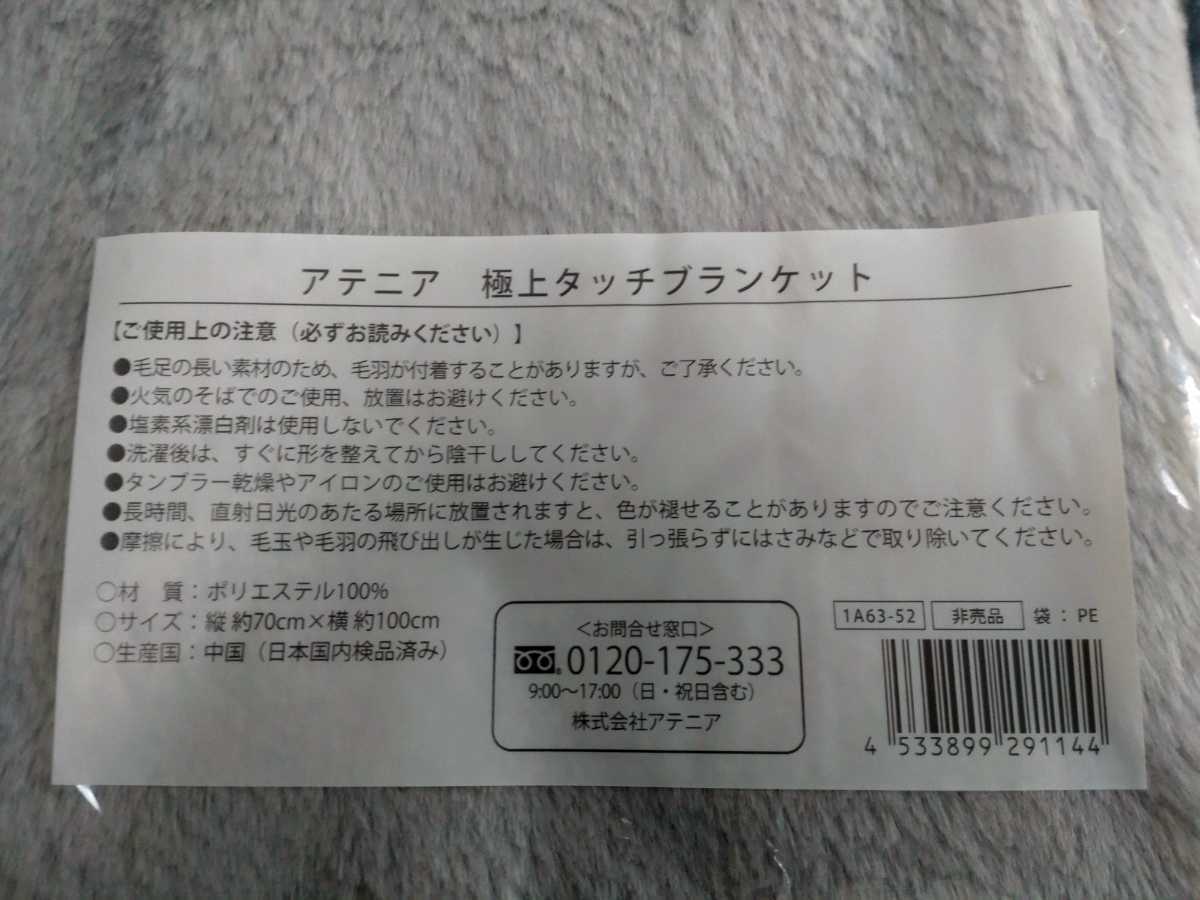 アテニア　極上タッチブランケット
【ご使用上の注意（必ずお読みください）】
●毛足の長い素材のため、毛羽が付着することがありますが、ご了承ください。
●火気のそばでのご使用、放置はお避けください。
●塩素系漂白剤は使用しないでください。
●洗濯後は、すぐに形を整えてから陰干ししてください。
●タンブラー乾燥やアイロンのご使用はお避けください。
●長時間、直射日光のあたる場所に放置されますと、色が褪せることがありますのでご注意ください。
●摩擦により、毛玉や毛羽の飛び出しが生じた場合は、引っ張らずにはさみなどで取り除いてください。
○材　質：ポリエステル100%
○サイズ：縦 約70cm×横 約100cm
○生産国：中国（日本国内検品済み）
＜お問合せ窓口＞
0120-175-333
9:00～17:00（日・祝日含む）
株式会社アテニア
1A63-52 非売品 袋：PE
4 533899 291144